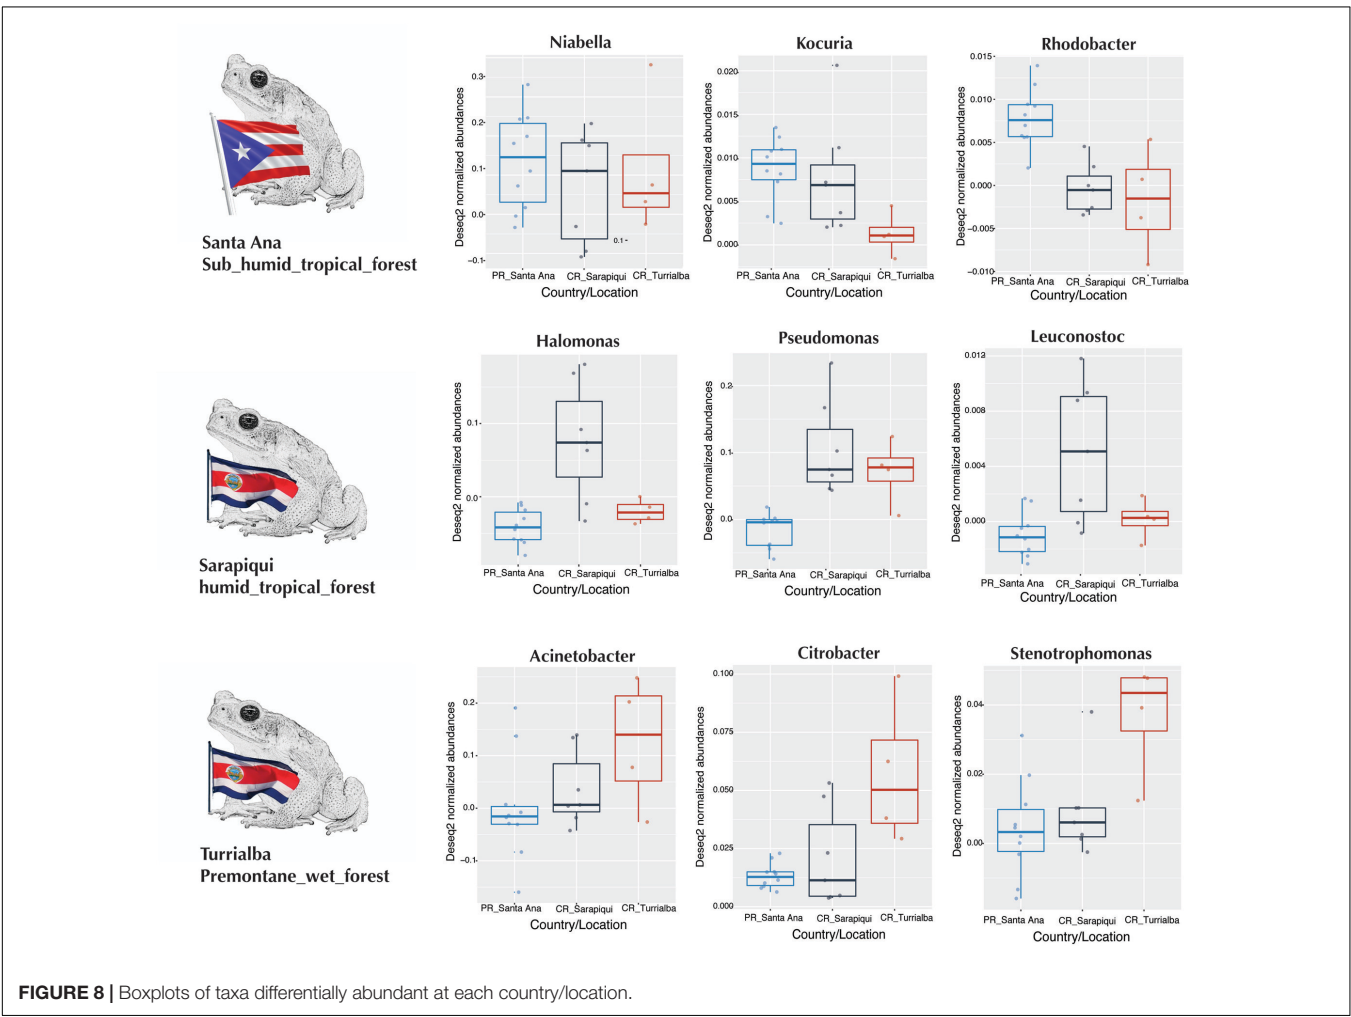 Niabella
Kocuria
Rhodobacter
Deseq2 normalized abundances
0.3
0.2
0.1
0.0
−0.1
0.1
PR_Santa Ana
CR_Sarapiqui
CR_Turrialba
Country/Location
Deseq2 normalized abundances
0.020
0.015
0.010
0.005
0.000
PR_Santa Ana
CR_Sarapiqui
CR_Turrialba
Country/Location
Deseq2 normalized abundances
0.015
0.010
0.005
0.000
−0.005
−0.010
PR_Santa Ana
CR_Sarapiqui
CR_Turrialba
Country/Location
Santa Ana
Sub_humid_tropical_forest
Halomonas
Pseudomonas
Leuconostoc
Deseq2 normalized abundances
0.1
0.0
PR_Santa Ana
CR_Sarapiqui
CR_Turrialba
Country/Location
Deseq2 normalized abundances
0.2
0.1
0.0
PR_Santa Ana
CR_Sarapiqui
CR_Turrialba
Country/Location
Deseq2 normalized abundances
0.012
0.008
0.004
0.000
PR_Santa Ana
CR_Sarapiqui
CR_Turrialba
Country/Location
Sarapiqui
humid_tropical_forest
Acinetobacter
Citrobacter
Stenotrophomonas
Deseq2 normalized abundances
0.2
0.1
0.0
−0.1
PR_Santa Ana
CR_Sarapiqui
CR_Turrialba
Country/Location
Deseq2 normalized abundances
0.100
0.075
0.050
0.025
0.000
PR_Santa Ana
CR_Sarapiqui
CR_Turrialba
Country/Location
Deseq2 normalized abundances
0.04
0.02
0.00
PR_Santa Ana
CR_Sarapiqui
CR_Turrialba
Country/Location
Turrialba
Premontane_wet_forest
FIGURE 8 | Boxplots of taxa differentially abundant at each country/location.